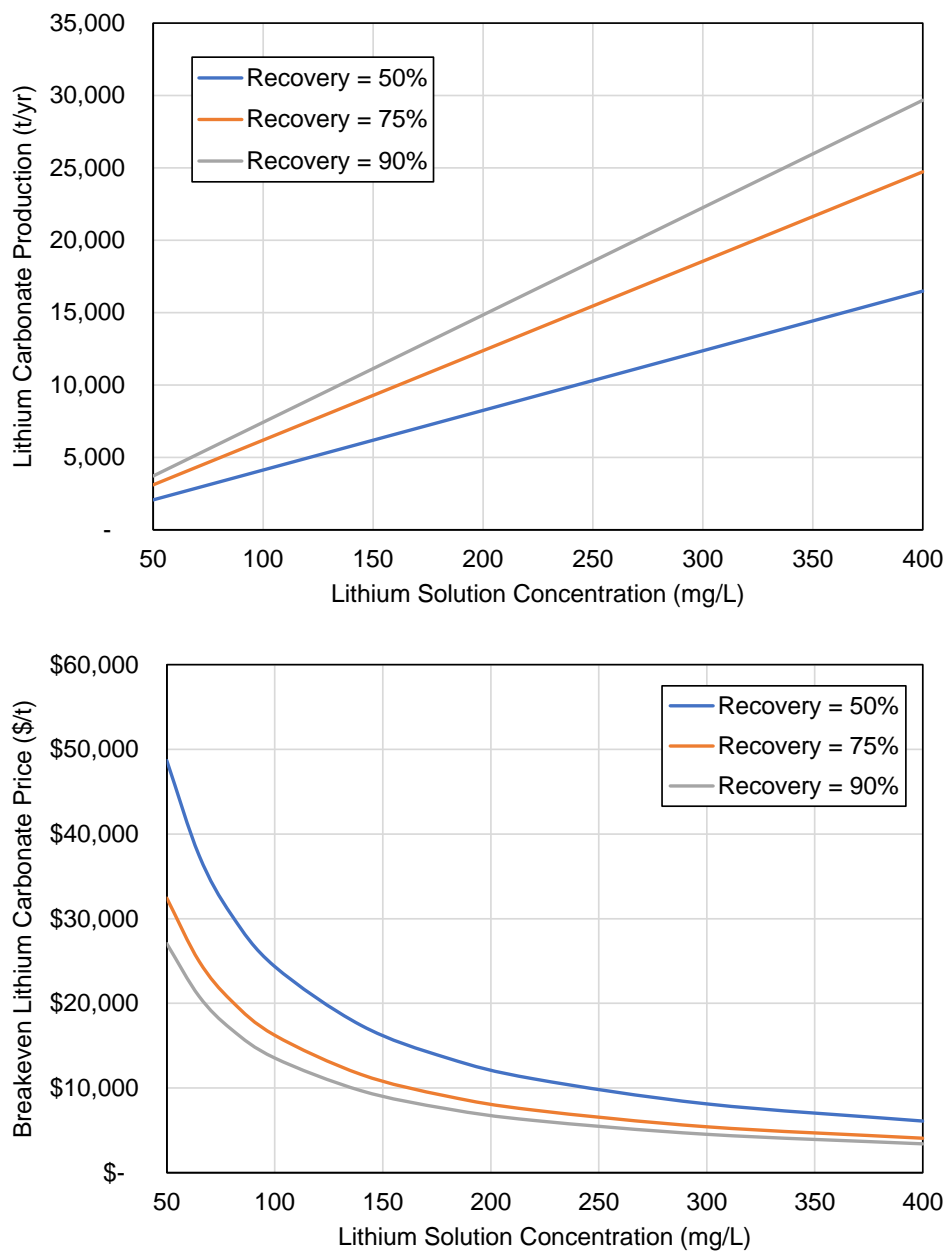 35,000
30,000
25,000
20,000
15,000
10,000
5,000
-
Lithium Carbonate Production (t/yr)
Recovery = 50%
Recovery = 75%
Recovery = 90%
50 100 150 200 250 300 350 400
Lithium Solution Concentration (mg/L)
$60,000
$50,000
$40,000
$30,000
$20,000
$10,000
$-
Breakeven Lithium Carbonate Price ($/t)
Recovery = 50%
Recovery = 75%
Recovery = 90%
50 100 150 200 250 300 350 400
Lithium Solution Concentration (mg/L)